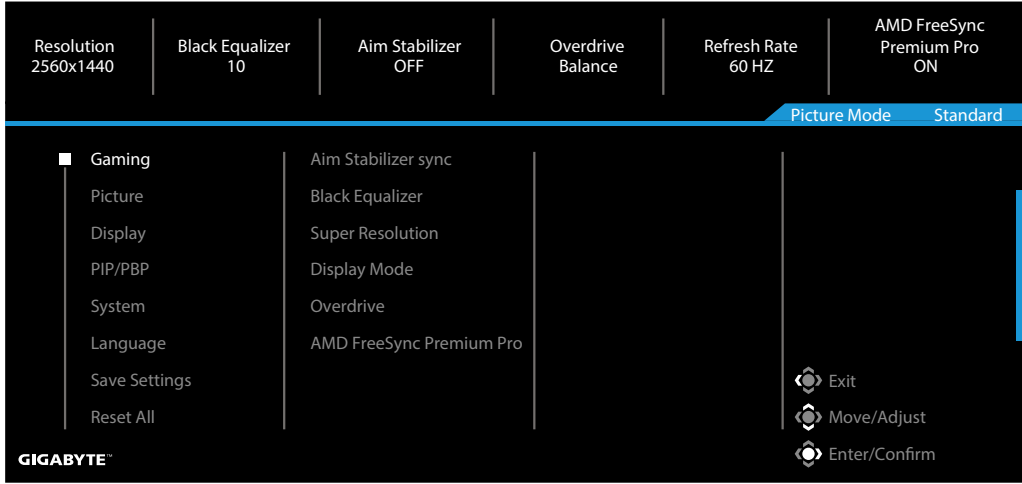 Resolution
2560x1440
Black Equalizer
10
Aim Stabilizer
OFF
Overdrive
Balance
Refresh Rate
60 HZ
AMD FreeSync
Premium Pro
ON
Picture Mode Standard
Gaming
Picture
Display
PIP/PBP
System
Language
Save Settings
Reset All
Aim Stabilizer sync
Black Equalizer
Super Resolution
Display Mode
Overdrive
AMD FreeSync Premium Pro
Exit
Move/Adjust
Enter/Confirm
GIGABYTE™